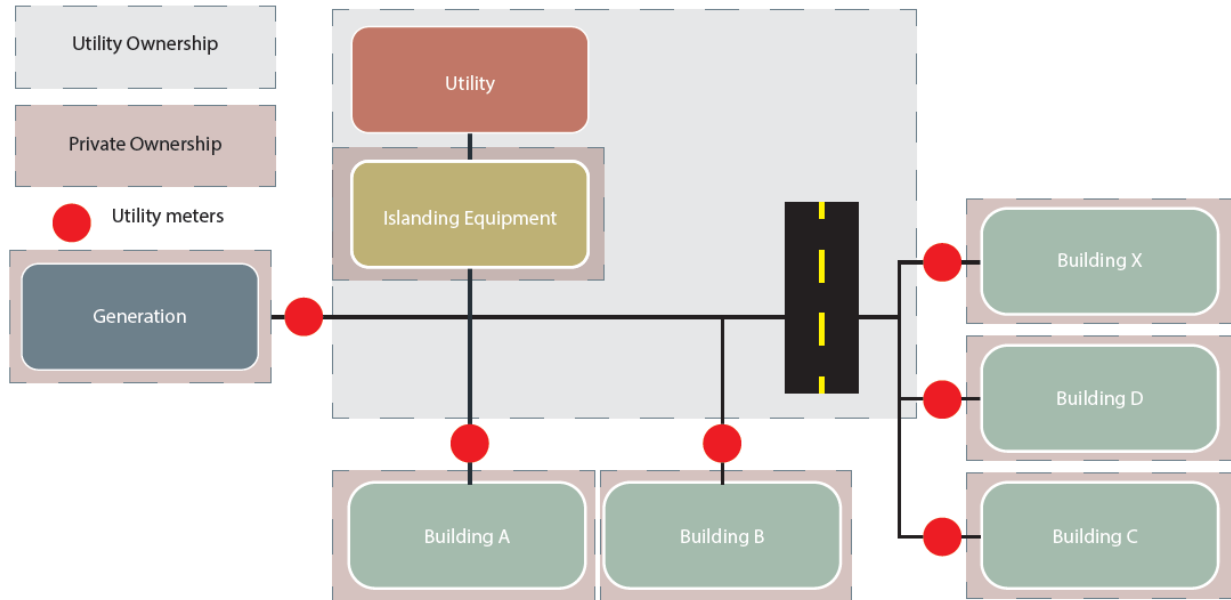 Utility Ownership
Private Ownership
Utility meters
Utility
Islanding Equipment
Generation
Building X
Building D
Building C
Building A
Building B